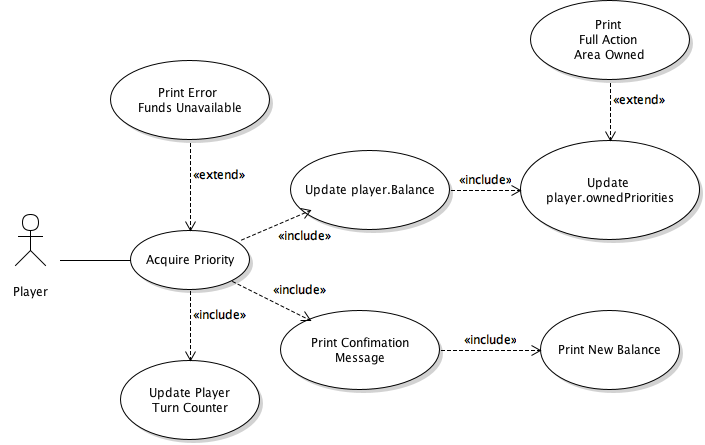 Print
Full Action
Area Owned
Print Error
Funds Unavailable
«extend»
«extend»
Update player.Balance
«include»
Update
player.ownedPriorities
«include»
Player
Acquire Priority
«include»
«include»
Print Confimation
Message
«include»
Print New Balance
Update Player
Turn Counter